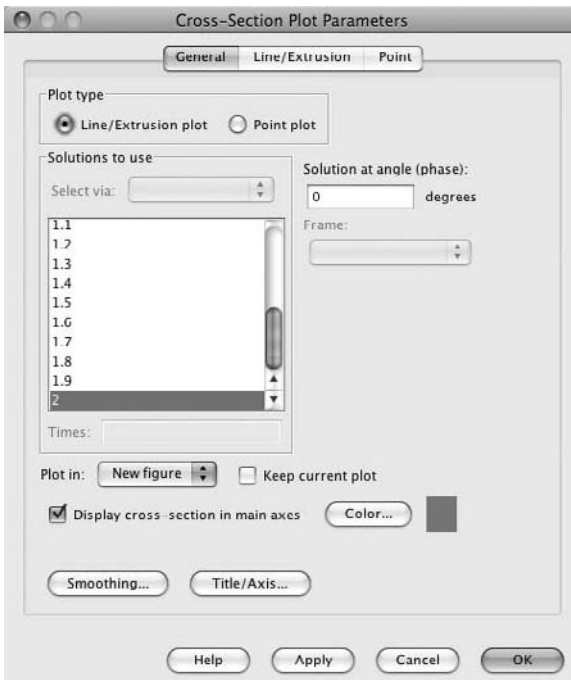 Cross-Section Plot Parameters
General Line/Extrusion Point
Plot type
Line/Extrusion plot Point plot
Solutions to use
Select via:
Solution at angle (phase):
0 degrees
Frame:
1.1
1.2
1.3
1.4
1.5
1.6
1.7
1.8
1.9
2
Times:
Plot in: New figure Keep current plot
Display cross-section in main axes Color...
Smoothing... Title/Axis...
Help Apply Cancel OK